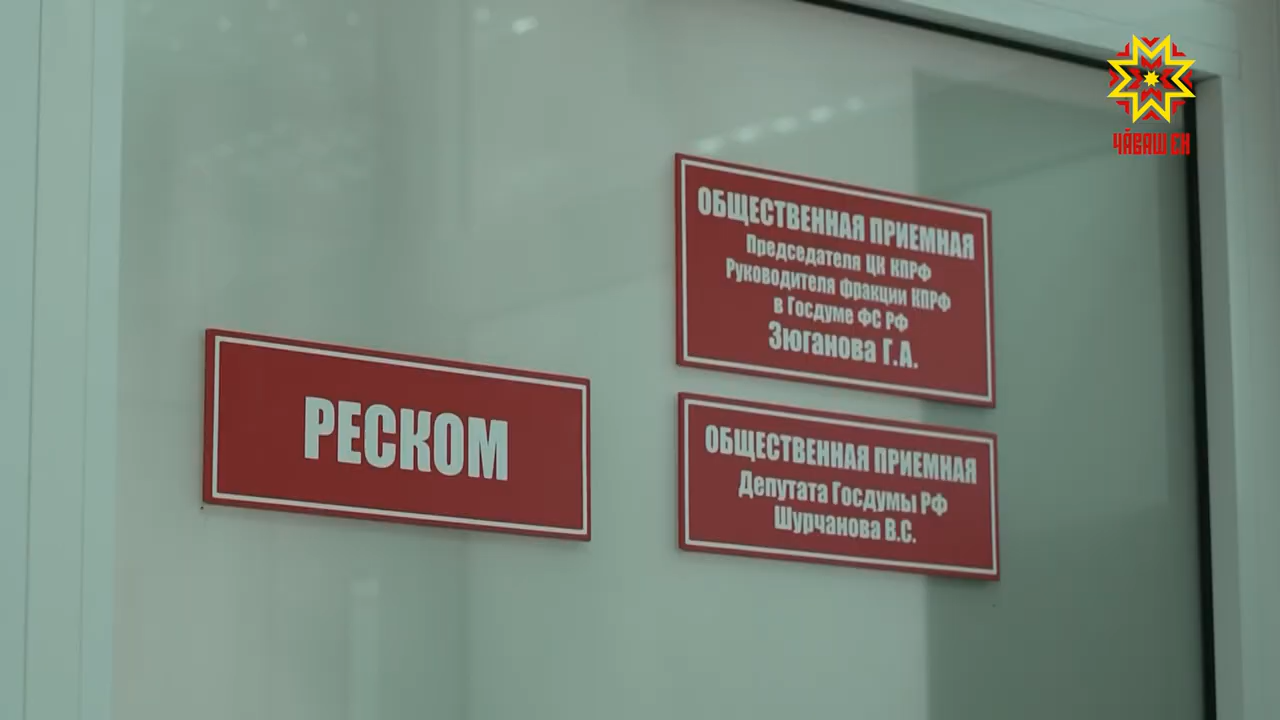 ЧӐВАШ ЕН
ОБЩЕСТВЕННАЯ ПРИЕМНАЯ
Председателя ЦК КПРФ
Руководителя фракции КПРФ
в Госдуме ФС РФ
Зюганова Г.А.
РЕСКОМ
ОБЩЕСТВЕННАЯ ПРИЕМНАЯ
Депутата Госдумы РФ
Шурчанова В.С.